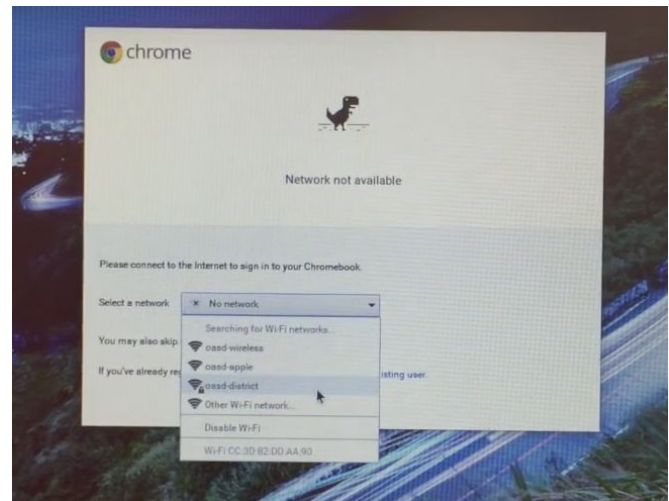 chrome
Network not available
Please connect to the Internet to sign in to your Chromebook.
Select a network
No network
Searching for Wi-Fi networks...
oasd-wireless
You may also skip
oasd-apple
If you've already re
isting user.
oasd-district
Other Wi-Fi network...
Disable Wi-Fi
Wi-Fi CC:3D:82:DD:AA:93